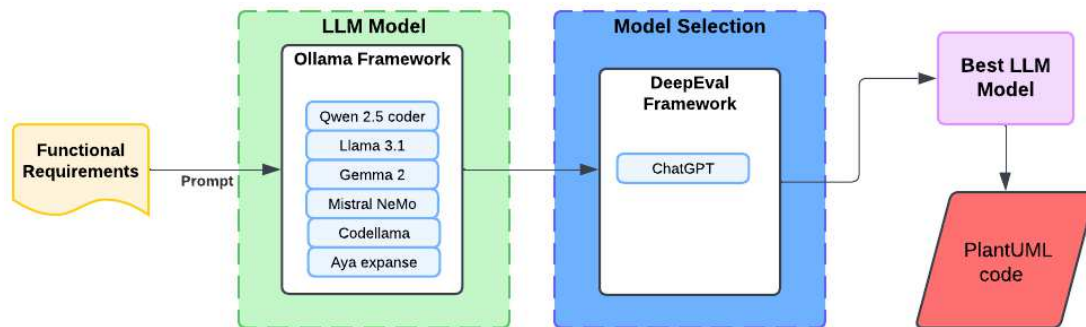 Functional
Requirements
Prompt
LLM Model
Ollama Framework
Qwen 2.5 coder
Llama 3.1
Gemma 2
Mistral NeMo
Codellama
Aya expanse
Model Selection
DeepEval
Framework
ChatGPT
Best LLM
Model
PlantUML
code